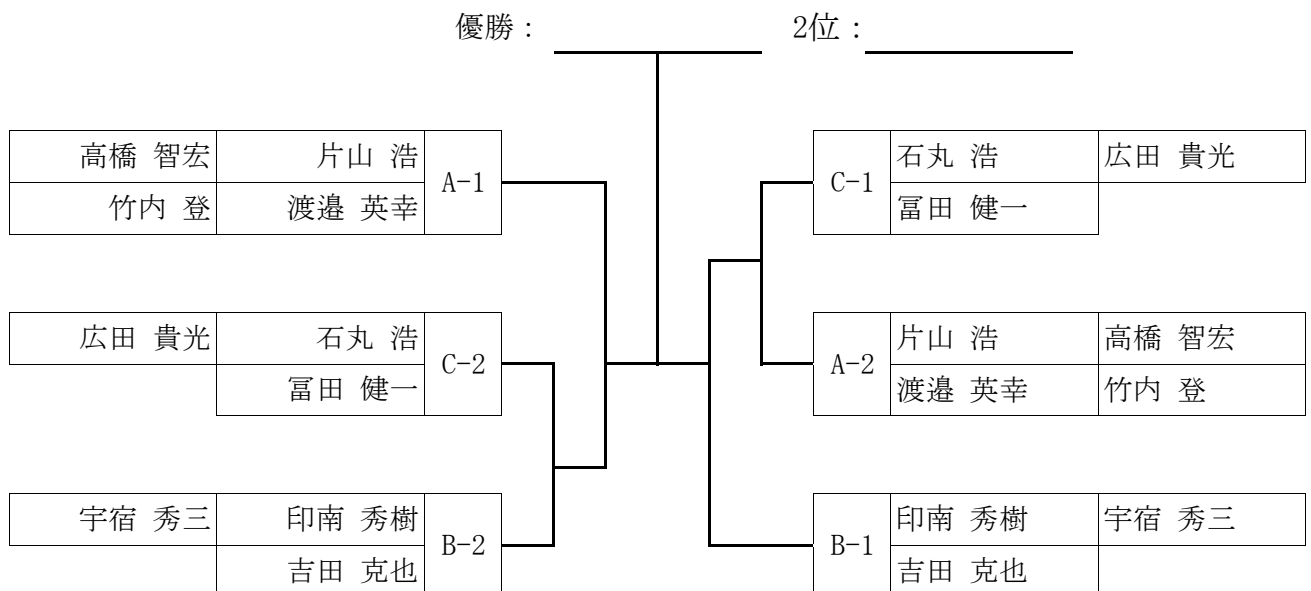 優勝： 2位：
高橋 智宏 片山 浩 A-1 竹内 登 渡邉 英幸
C-1 石丸 浩 広田 貴光 冨田 健一
広田 貴光 石丸 浩 C-2 冨田 健一
A-2 片山 浩 高橋 智宏 渡邉 英幸 竹内 登
宇宿 秀三 印南 秀樹 B-2 吉田 克也
B-1 印南 秀樹 宇宿 秀三 吉田 克也